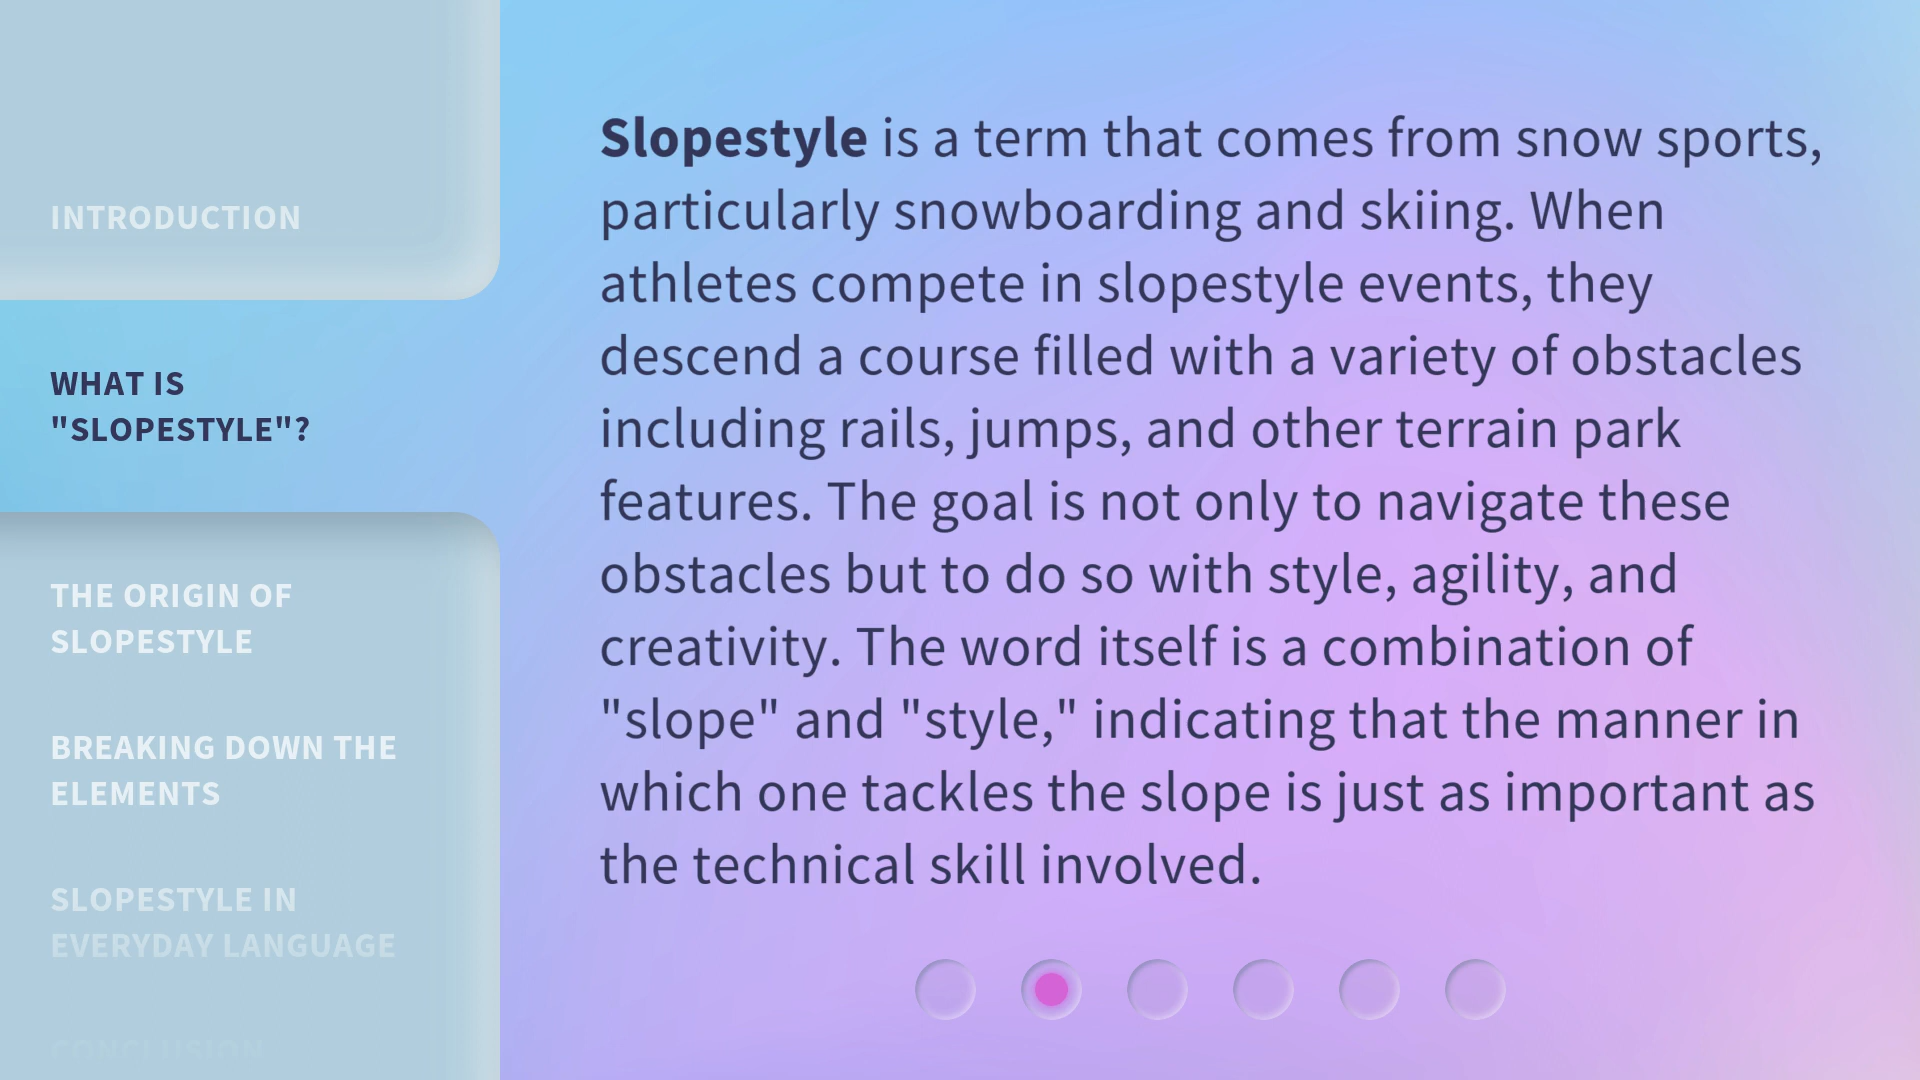 INTRODUCTION
WHAT IS
"SLOPESTYLE"?
THE ORIGIN OF
SLOPESTYLE
BREAKING DOWN THE
ELEMENTS
SLOPESTYLE IN
EVERYDAY LANGUAGE
CONCLUSION
Slopestyle is a term that comes from snow sports,
particularly snowboarding and skiing. When
athletes compete in slopestyle events, they
descend a course filled with a variety of obstacles
including rails, jumps, and other terrain park
features. The goal is not only to navigate these
obstacles but to do so with style, agility, and
creativity. The word itself is a combination of
"slope" and "style," indicating that the manner in
which one tackles the slope is just as important as
the technical skill involved.